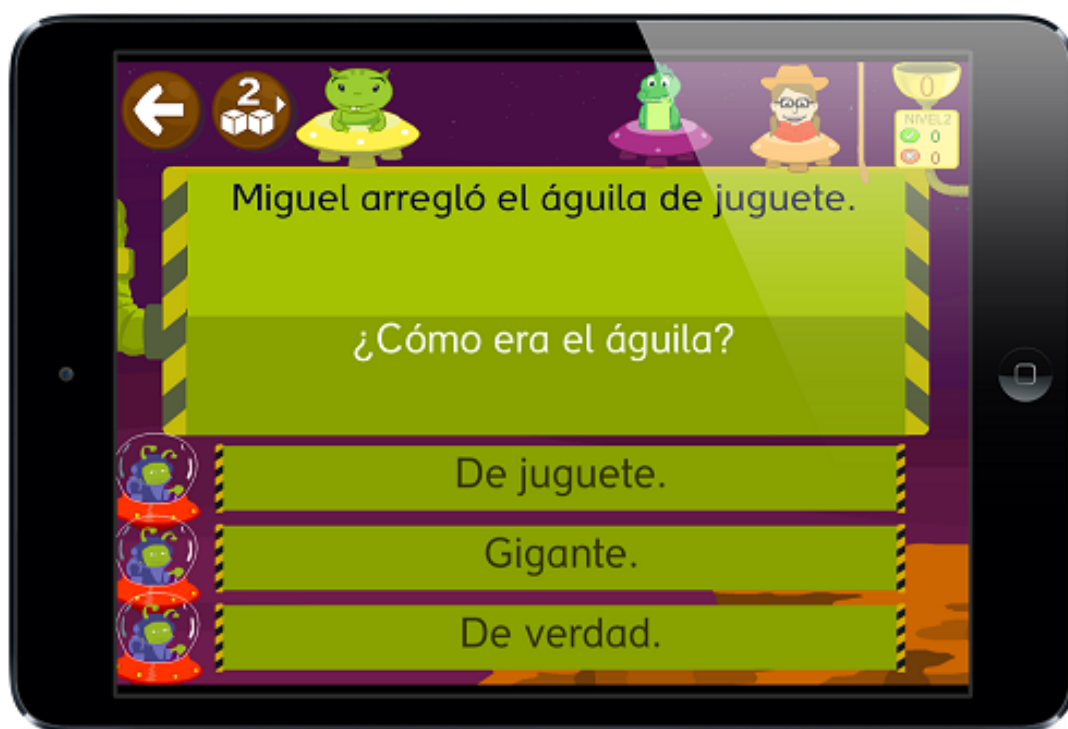 2
0
NIVEL2
0
0
Miguel arregló el águila de juguete.
¿Cómo era el águila?
De juguete.
Gigante.
De verdad.